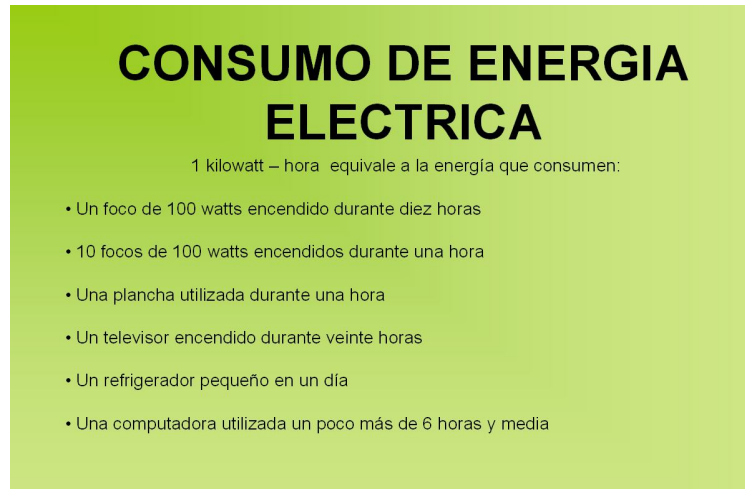 CONSUMO DE ENERGIA
ELECTRICA
1 kilowatt – hora  equivale a la energía que consumen:
• Un foco de 100 watts encendido durante diez horas
• 10 focos de 100 watts encendidos durante una hora
• Una plancha utilizada durante una hora
• Un televisor encendido durante veinte horas
• Un refrigerador pequeño en un día
• Una computadora utilizada un poco más de 6 horas y media